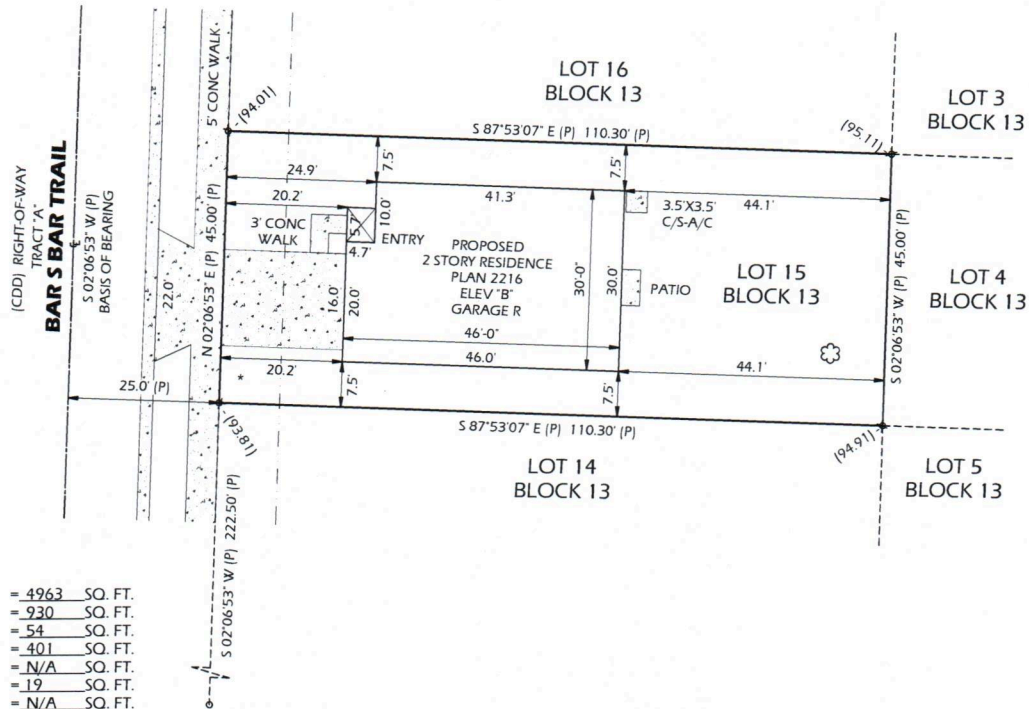 (CDD) RIGHT-OF-WAY
TRACT "A"
BAR S BAR TRAIL
S 02°06'53" W (P)
BASIS OF BEARING
5' CONC WALK
LOT 16
BLOCK 13
LOT 3
BLOCK 13
(94.01)
S 87°53'07" E (P) 110.30' (P)
(95.11)
7.5'
7.5'
24.9'
41.3'
44.1'
20.2'
3' CONC
WALK
5.7'
10.0'
4.7'
ENTRY
3.5'X3.5'
C/S-A/C
PROPOSED
2 STORY RESIDENCE
PLAN 2216
ELEV "B"
GARAGE R
30'-0"
30.0'
PATIO
LOT 15
BLOCK 13
LOT 4
BLOCK 13
22.0'
N 02°06'53" E (P) 45.00' (P)
S 02°06'53" W (P) 45.00' (P)
16.0'
20.0'
46'-0"
46.0'
20.2'
44.1'
25.0' (P)
*
7.5'
7.5'
(93.81)
S 87°53'07" E (P) 110.30' (P)
(94.91)
LOT 14
BLOCK 13
LOT 5
BLOCK 13
S 02°06'53" W (P) 222.50' (P)
= 4963 SQ. FT.
= 930 SQ. FT.
= 54 SQ. FT.
= 401 SQ. FT.
= N/A SQ. FT.
= 19 SQ. FT.
= N/A SQ. FT.